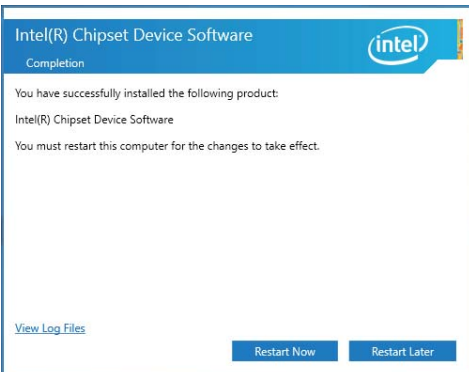 Intel(R) Chipset Device Software
intel
Completion
You have successfully installed the following product:
Intel(R) Chipset Device Software
You must restart this computer for the changes to take effect.
View Log Files
Restart Now
Restart Later